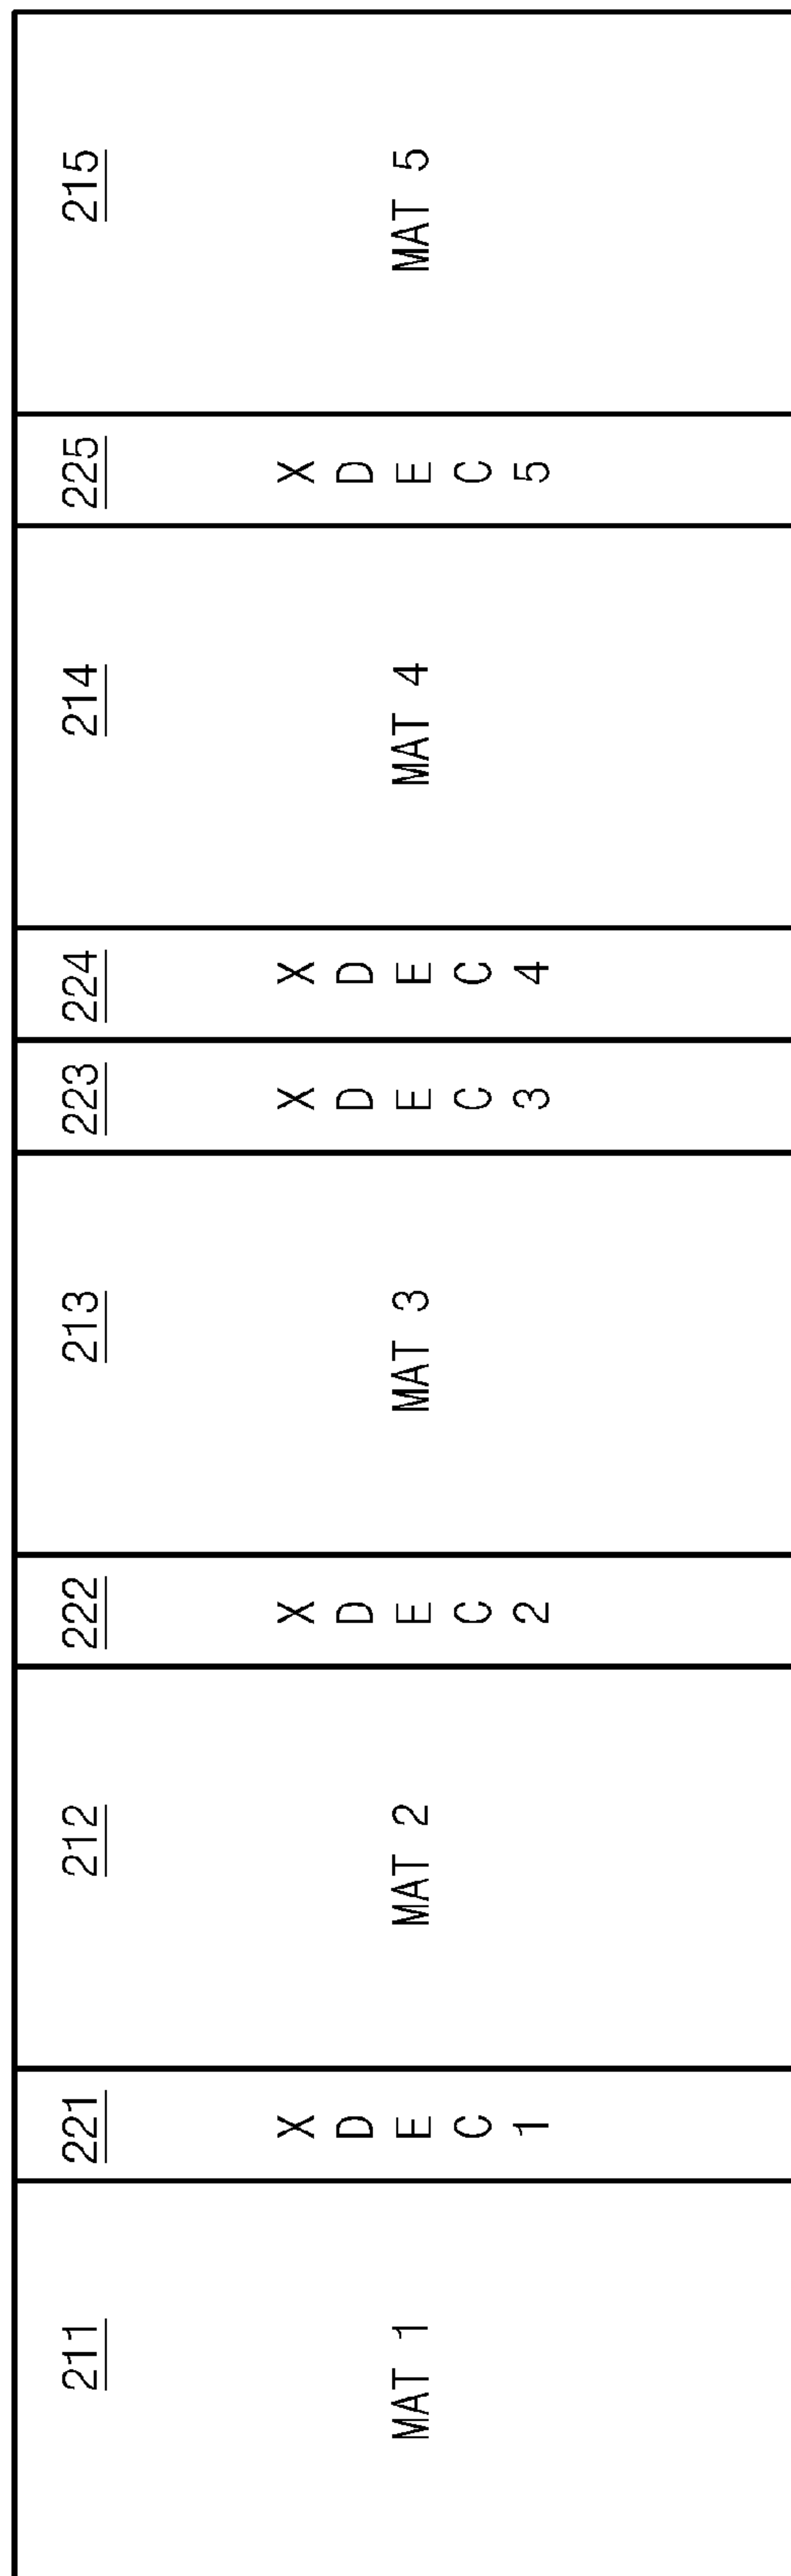 211
MAT 1
221
XDEC1
212
MAT 2
222
XDEC2
213
MAT 3
223
XDEC3
224
XDEC4
214
MAT 4
225
XDEC5
215
MAT 5